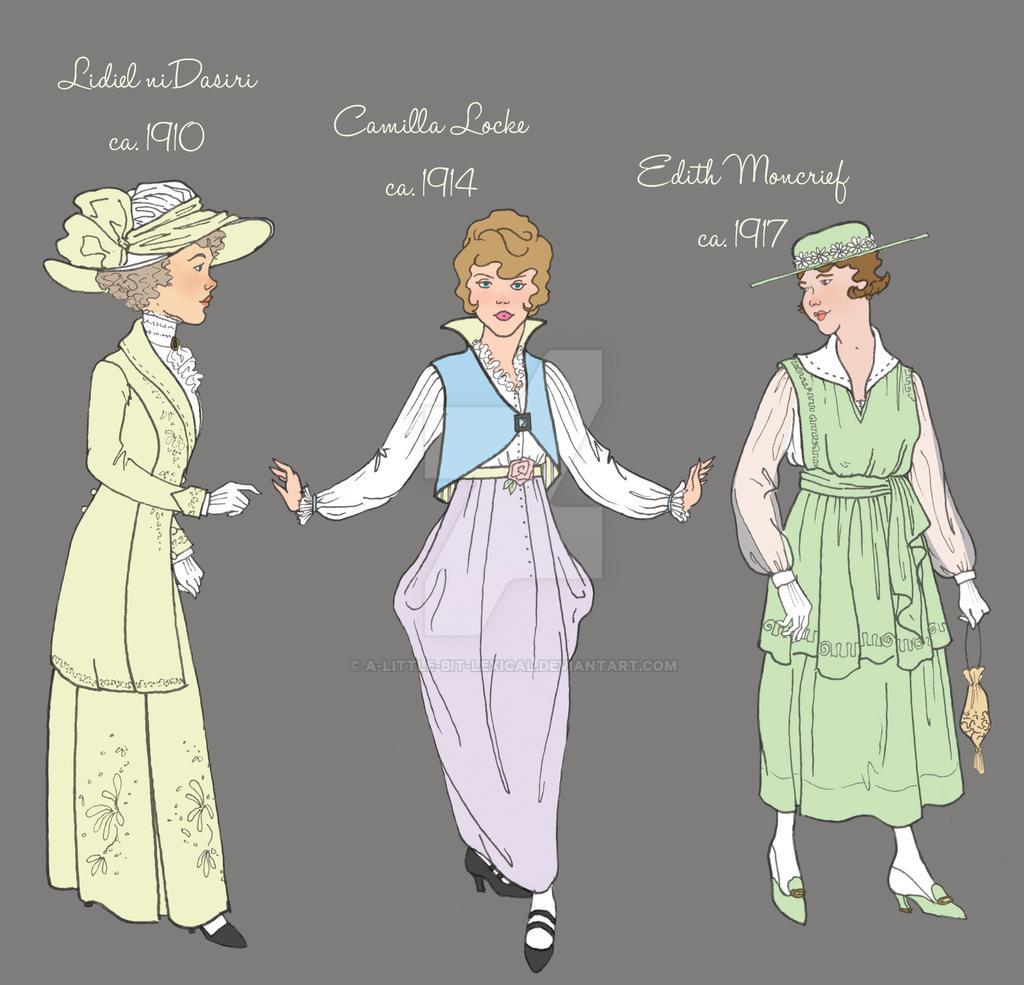 Lidiel niDasiri
ca. 1910
Camilla Locke
ca. 1914
Edith Moncrief
ca. 1917
© A-LITTLE-BIT-LEXICAL.DEVIANTART.COM